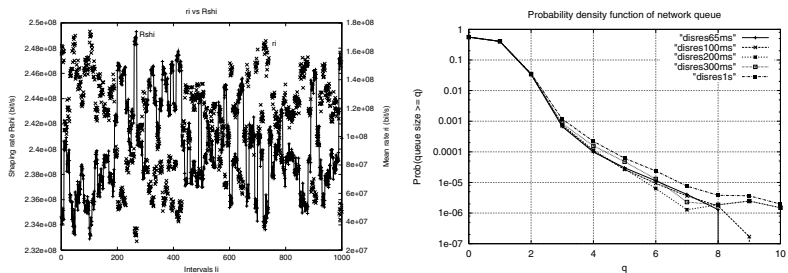 ri vs Rshi
2.5e+08
2.48e+08
2.46e+08
2.44e+08
2.42e+08
2.4e+08
2.38e+08
2.36e+08
2.34e+08
2.32e+08
Shaping rate Rshi (bit/s)
Rshi
ri
1.8e+08
1.6e+08
1.4e+08
1.2e+08
1e+08
8e+07
6e+07
4e+07
2e+07
Mean rate ri (bit/s)
0 200 400 600 800 1000
Intervals Ii
Probability density function of network queue
1
0.1
0.01
0.001
0.0001
1e-05
1e-06
1e-07
Prob(queue size >= q)
"disres65ms"
"disres100ms"
"disres200ms"
"disres300ms"
"disres1s"
0 2 4 6 8 10
q